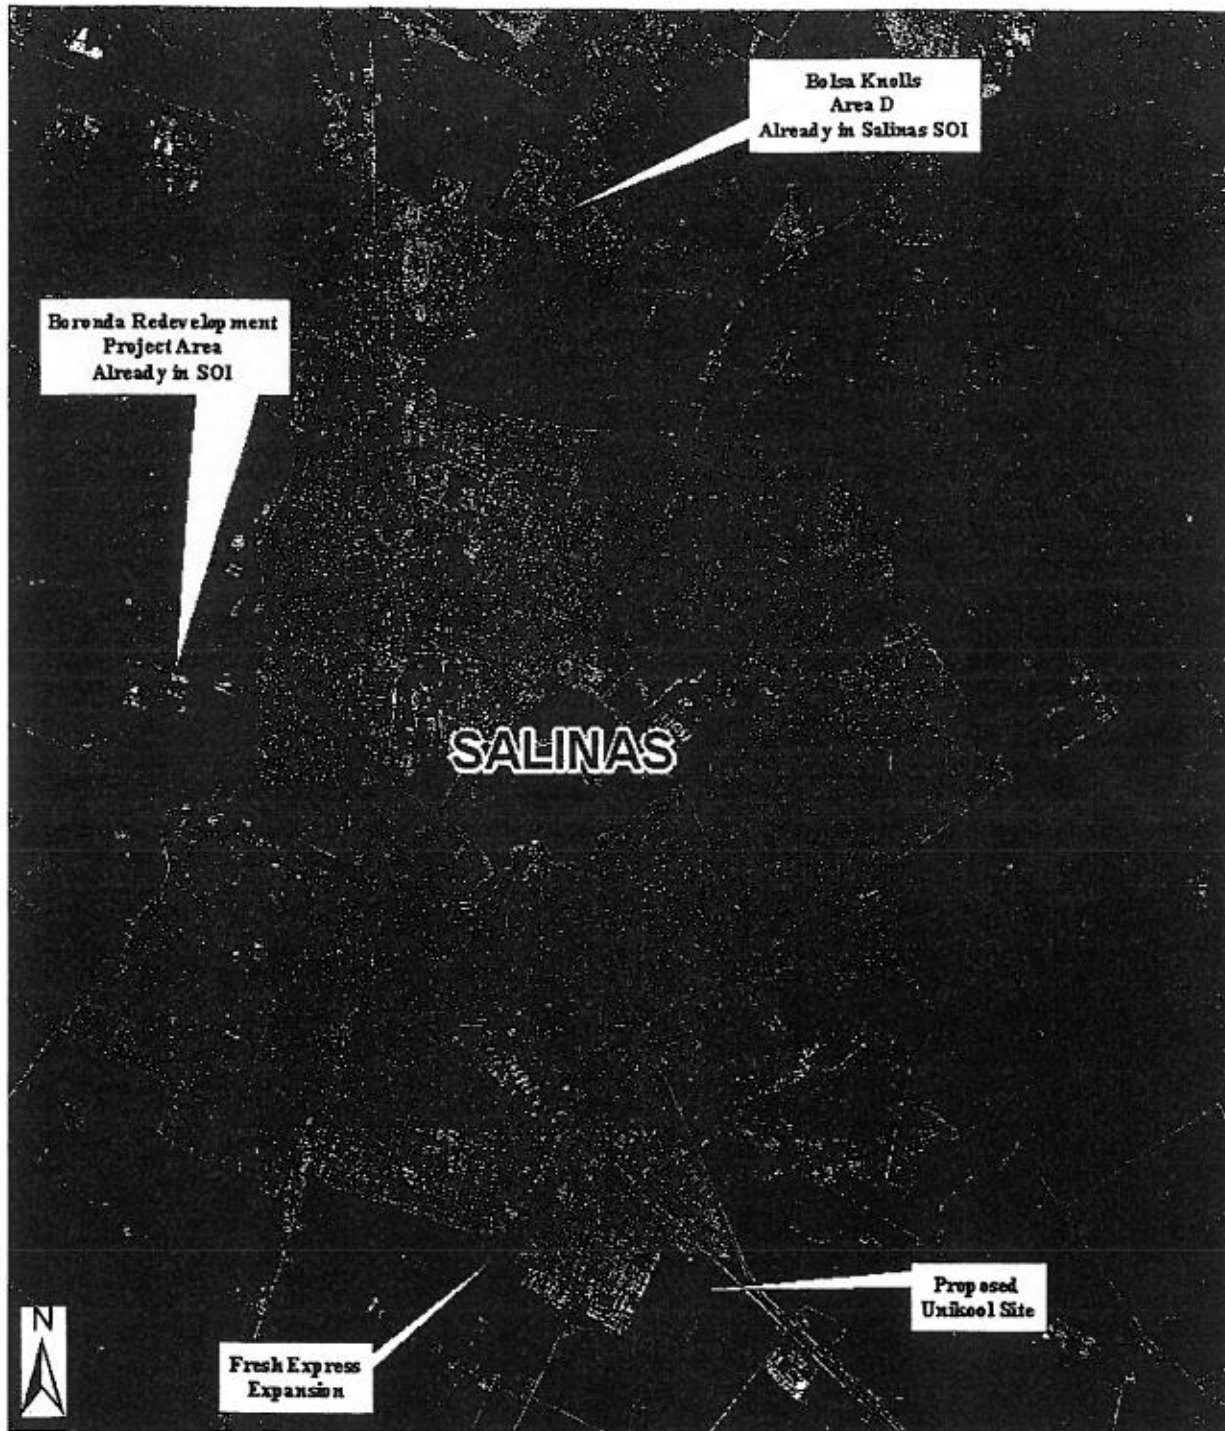 Bolsa Knolls
Area D
Already in Salinas SOI
Boronda Redevelopment
Project Area
Already in SOI
SALINAS
Proposed
Unikool Site
N
Fresh Express
Expansion